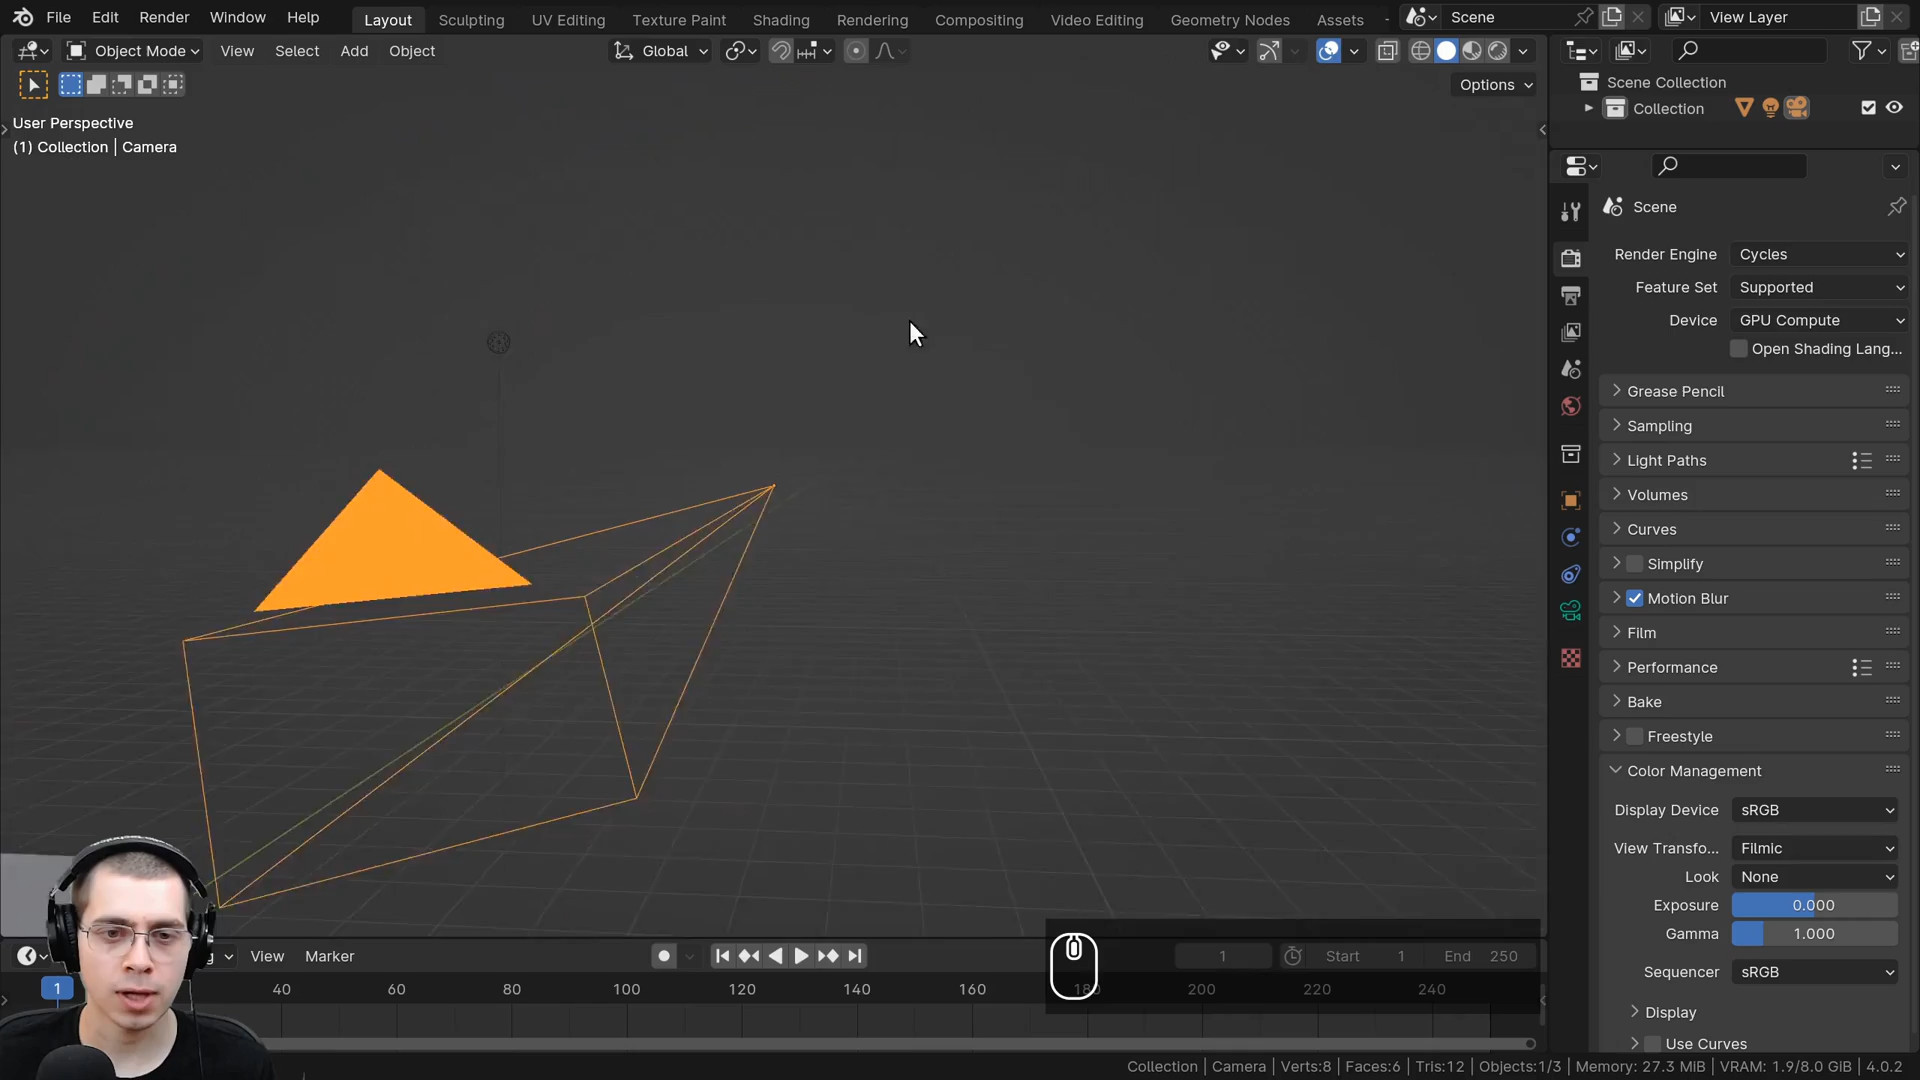 File Edit Render Window Help Layout Sculpting UV Editing Texture Paint Shading Rendering Compositing Video Editing Geometry Nodes Assets Scene View Layer
Object Mode View Select Add Object Global
Options
User Perspective
(1) Collection | Camera
Scene Collection
Collection
Scene
Render Engine Cycles
Feature Set Supported
Device GPU Compute
Open Shading Lang...
Grease Pencil
Sampling
Light Paths
Volumes
Curves
Simplify
Motion Blur
Film
Performance
Bake
Freestyle
Color Management
Display Device sRGB
View Transfo... Filmic
Look None
Exposure 0.000
Gamma 1.000
Sequencer sRGB
Display
Use Curves
View Marker 1 Start 1 End 250
1 40 60 80 100 120 140 160 180 200 220 240
Collection | Camera | Verts:8 | Faces:6 | Tris:12 | Objects:1/3 | Memory: 27.3 MiB | VRAM: 1.9/8.0 GiB | 4.0.2